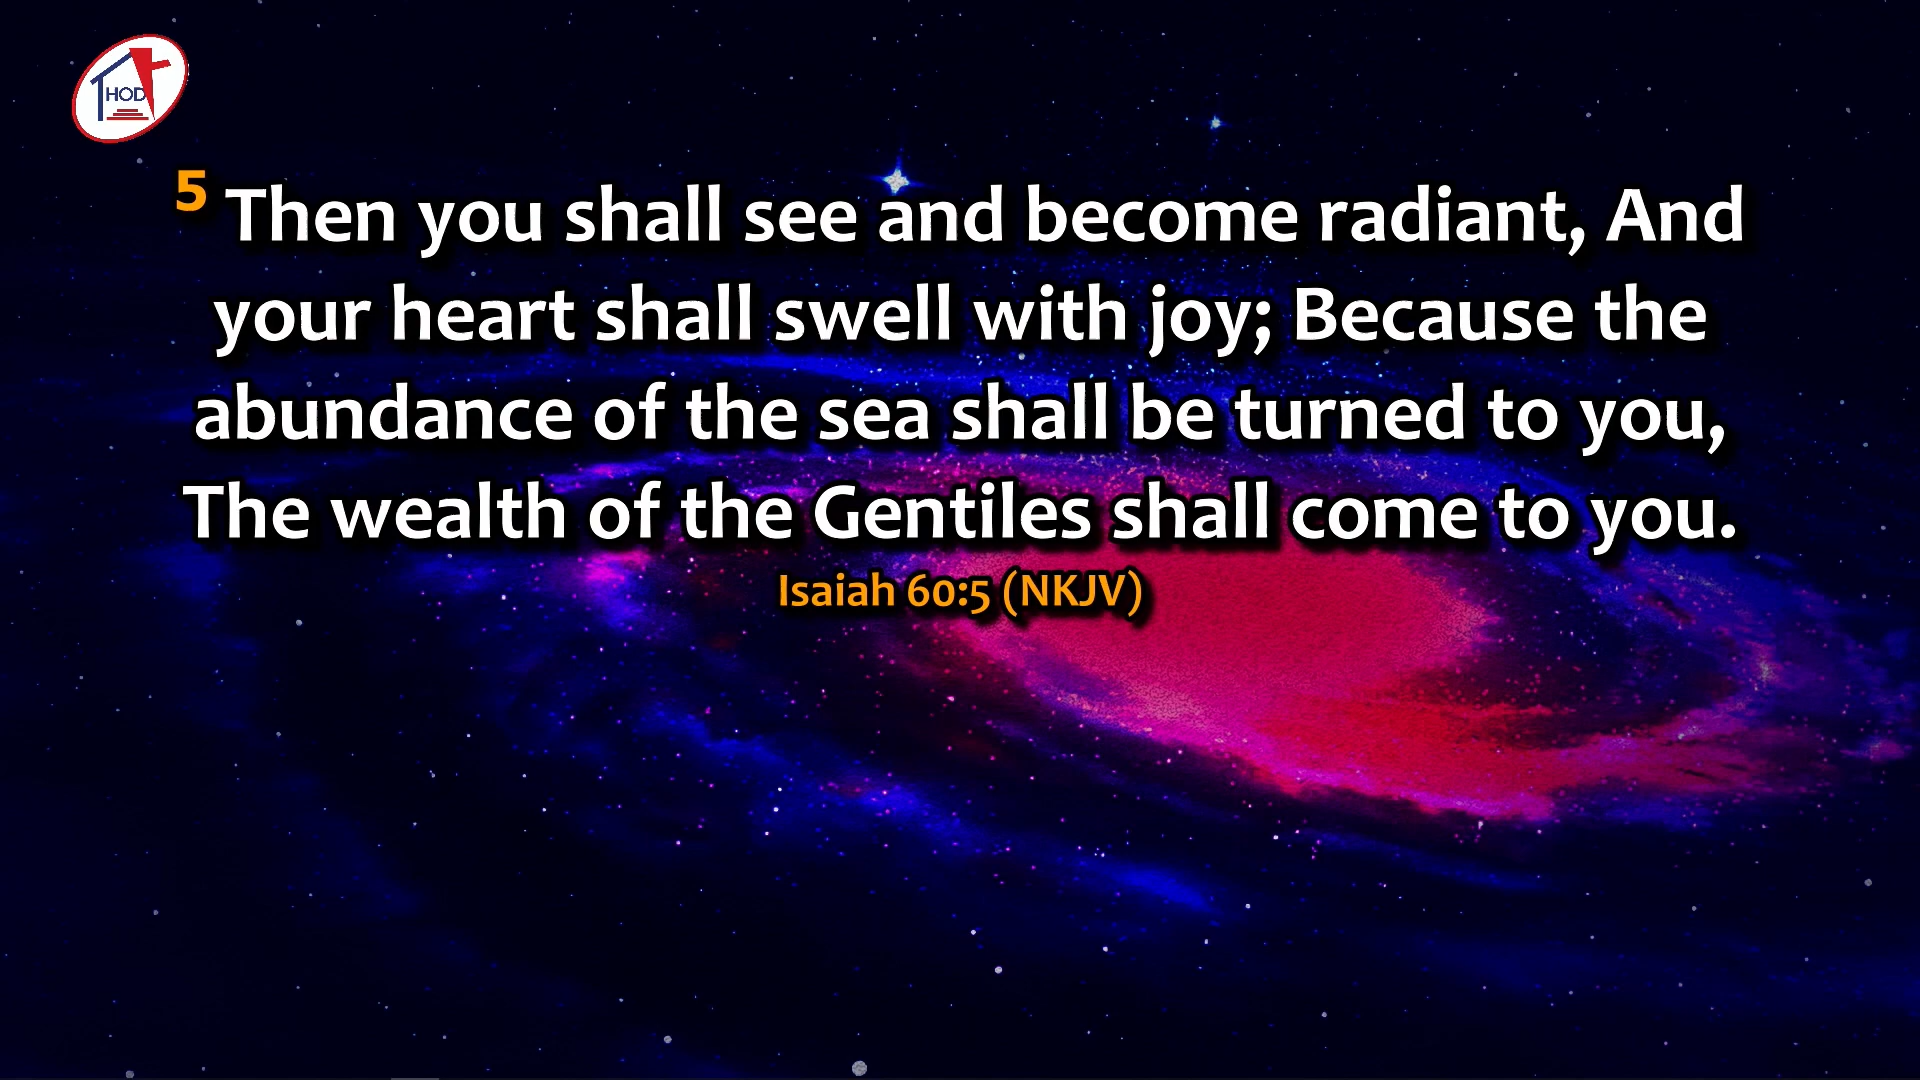 HOD
5 Then you shall see and become radiant, And
your heart shall swell with joy; Because the
abundance of the sea shall be turned to you,
The wealth of the Gentiles shall come to you.
Isaiah 60:5 (NKJV)